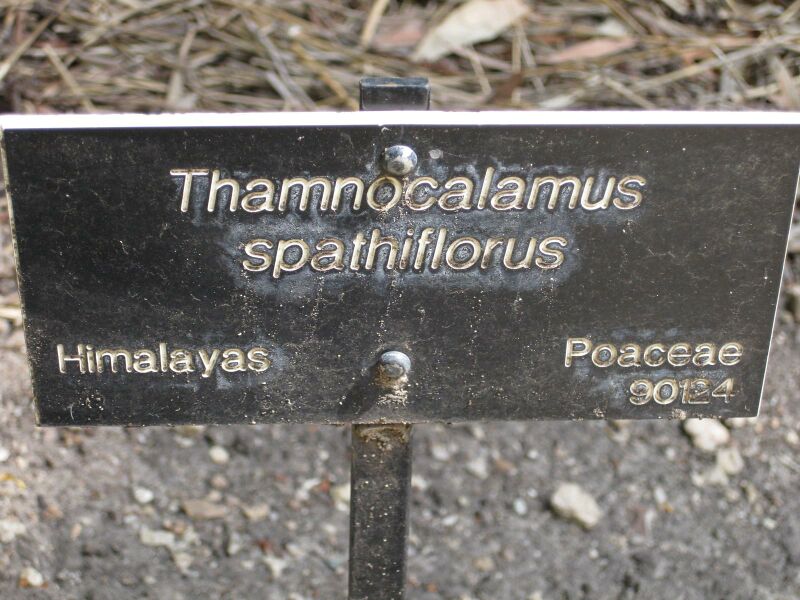 Thamnocalamus
spathiflorus
Himalayas
Poaceae
90124